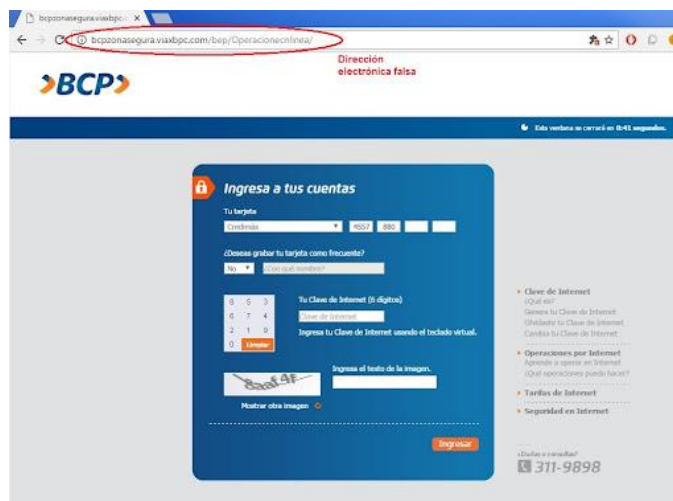 bcpzonasegura.viaxbpc.c
bcpzonasegura.viaxbpc.com/bep/Operacionecnlinea/
Dirección
electrónica falsa
BCP
Esta ventana se cerrará en 0:41 segundos.
Ingresa a tus cuentas
Tu tarjeta
Credimás 4557 880
¿Deseas grabar tu tarjeta como frecuente?
No ¿Con qué nombre?
Tu Clave de Internet (6 dígitos)
8 5 3
Clave de Internet
6 7 4
2 1 9
Ingresa tu Clave de Internet usando el teclado virtual.
0 Limpiar
Ingresa el texto de la imagen.
8aaf4f
Mostrar otra imagen
Ingresar
Clave de Internet
¿Qué es?
Genera tu Clave de Internet
Olvidaste tu Clave de Internet
Cambia tu Clave de Internet
Operaciones por Internet
Aprende a operar en Internet
¿Qué operaciones puedo hacer?
Tarifas de Internet
Seguridad en Internet
¿Dudas o consultas?
311-9898